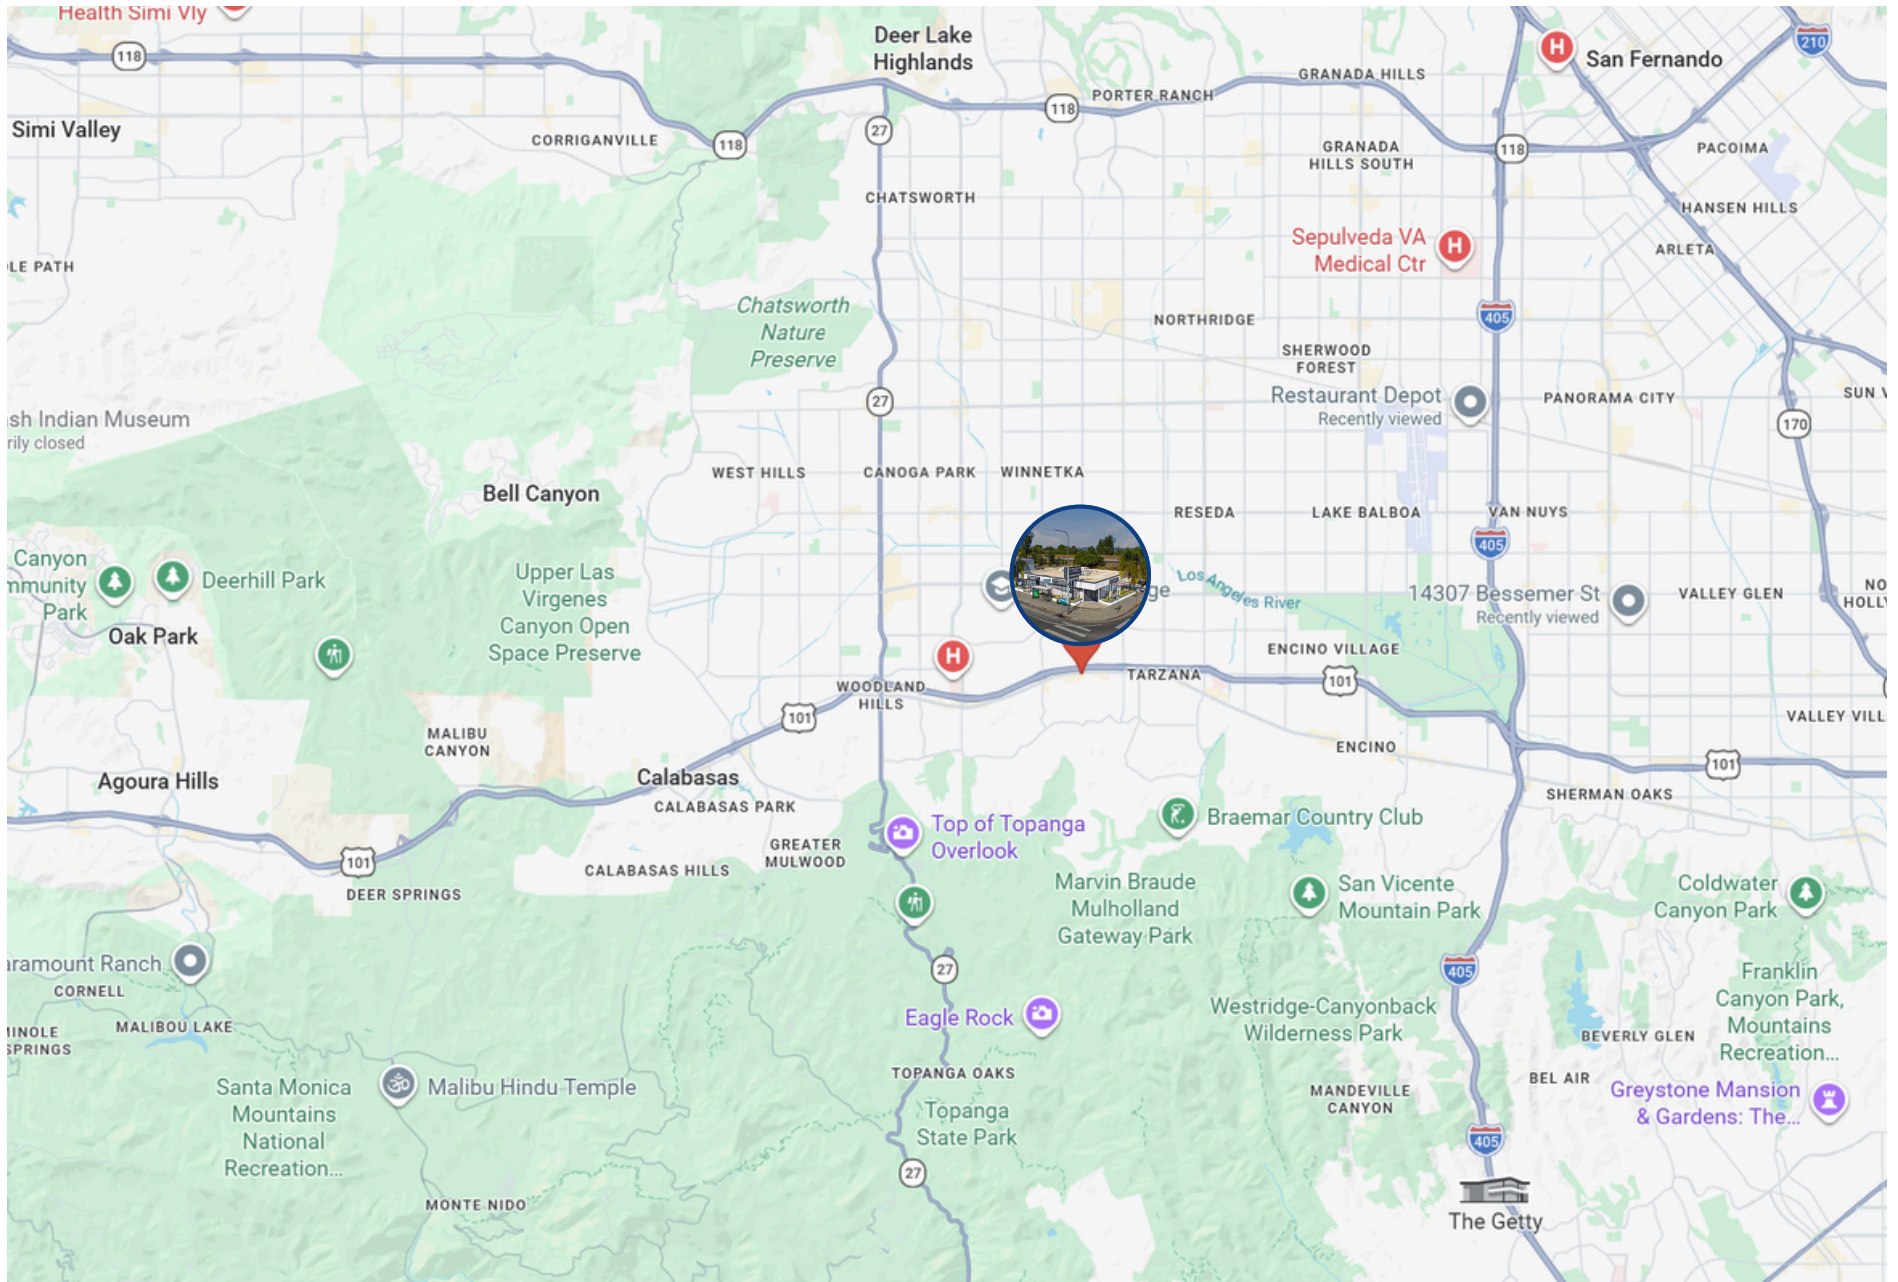 Health Simi Vly
118
Deer Lake
Highlands
27
118
PORTER RANCH
GRANADA HILLS
H
San Fernando
210
Simi Valley
CORRIGANVILLE
118
GRANADA
HILLS SOUTH
118
PACOIMA
CHATSWORTH
HANSEN HILLS
Sepulveda VA
Medical Ctr
H
ARLETA
LE PATH
Chatsworth
Nature
Preserve
NORTHRIDGE
405
SHERWOOD
FOREST
27
Restaurant Depot
Recently viewed
PANORAMA CITY
SUN V
170
sh Indian Museum
rily closed
WEST HILLS
CANOGA PARK
WINNETKA
Bell Canyon
RESEDA
LAKE BALBOA
VAN NUYS
405
Canyon
mmunity
Park
Deerhill Park
Upper Las
Virgenes
Canyon Open
Space Preserve
ge
Los Angeles River
14307 Bessemer St
Recently viewed
VALLEY GLEN
NO
HOLLY
Oak Park
H
ENCINO VILLAGE
WOODLAND
HILLS
TARZANA
101
101
MALIBU
CANYON
VALLEY VILL
ENCINO
101
Agoura Hills
Calabasas
CALABASAS PARK
SHERMAN OAKS
Top of Topanga
Overlook
Braemar Country Club
GREATER
MULWOOD
101
CALABASAS HILLS
DEER SPRINGS
Marvin Braude
Mulholland
Gateway Park
San Vicente
Mountain Park
Coldwater
Canyon Park
aramount Ranch
CORNELL
27
405
Franklin
Canyon Park,
Mountains
Recreation...
MINOLE
SPRINGS
MALIBOU LAKE
Eagle Rock
Westridge-Canyonback
Wilderness Park
BEVERLY GLEN
TOPANGA OAKS
BEL AIR
Santa Monica
Mountains
National
Recreation...
Malibu Hindu Temple
MANDEVILLE
CANYON
Greystone Mansion
& Gardens: The...
Topanga
State Park
405
27
MONTE NIDO
The Getty